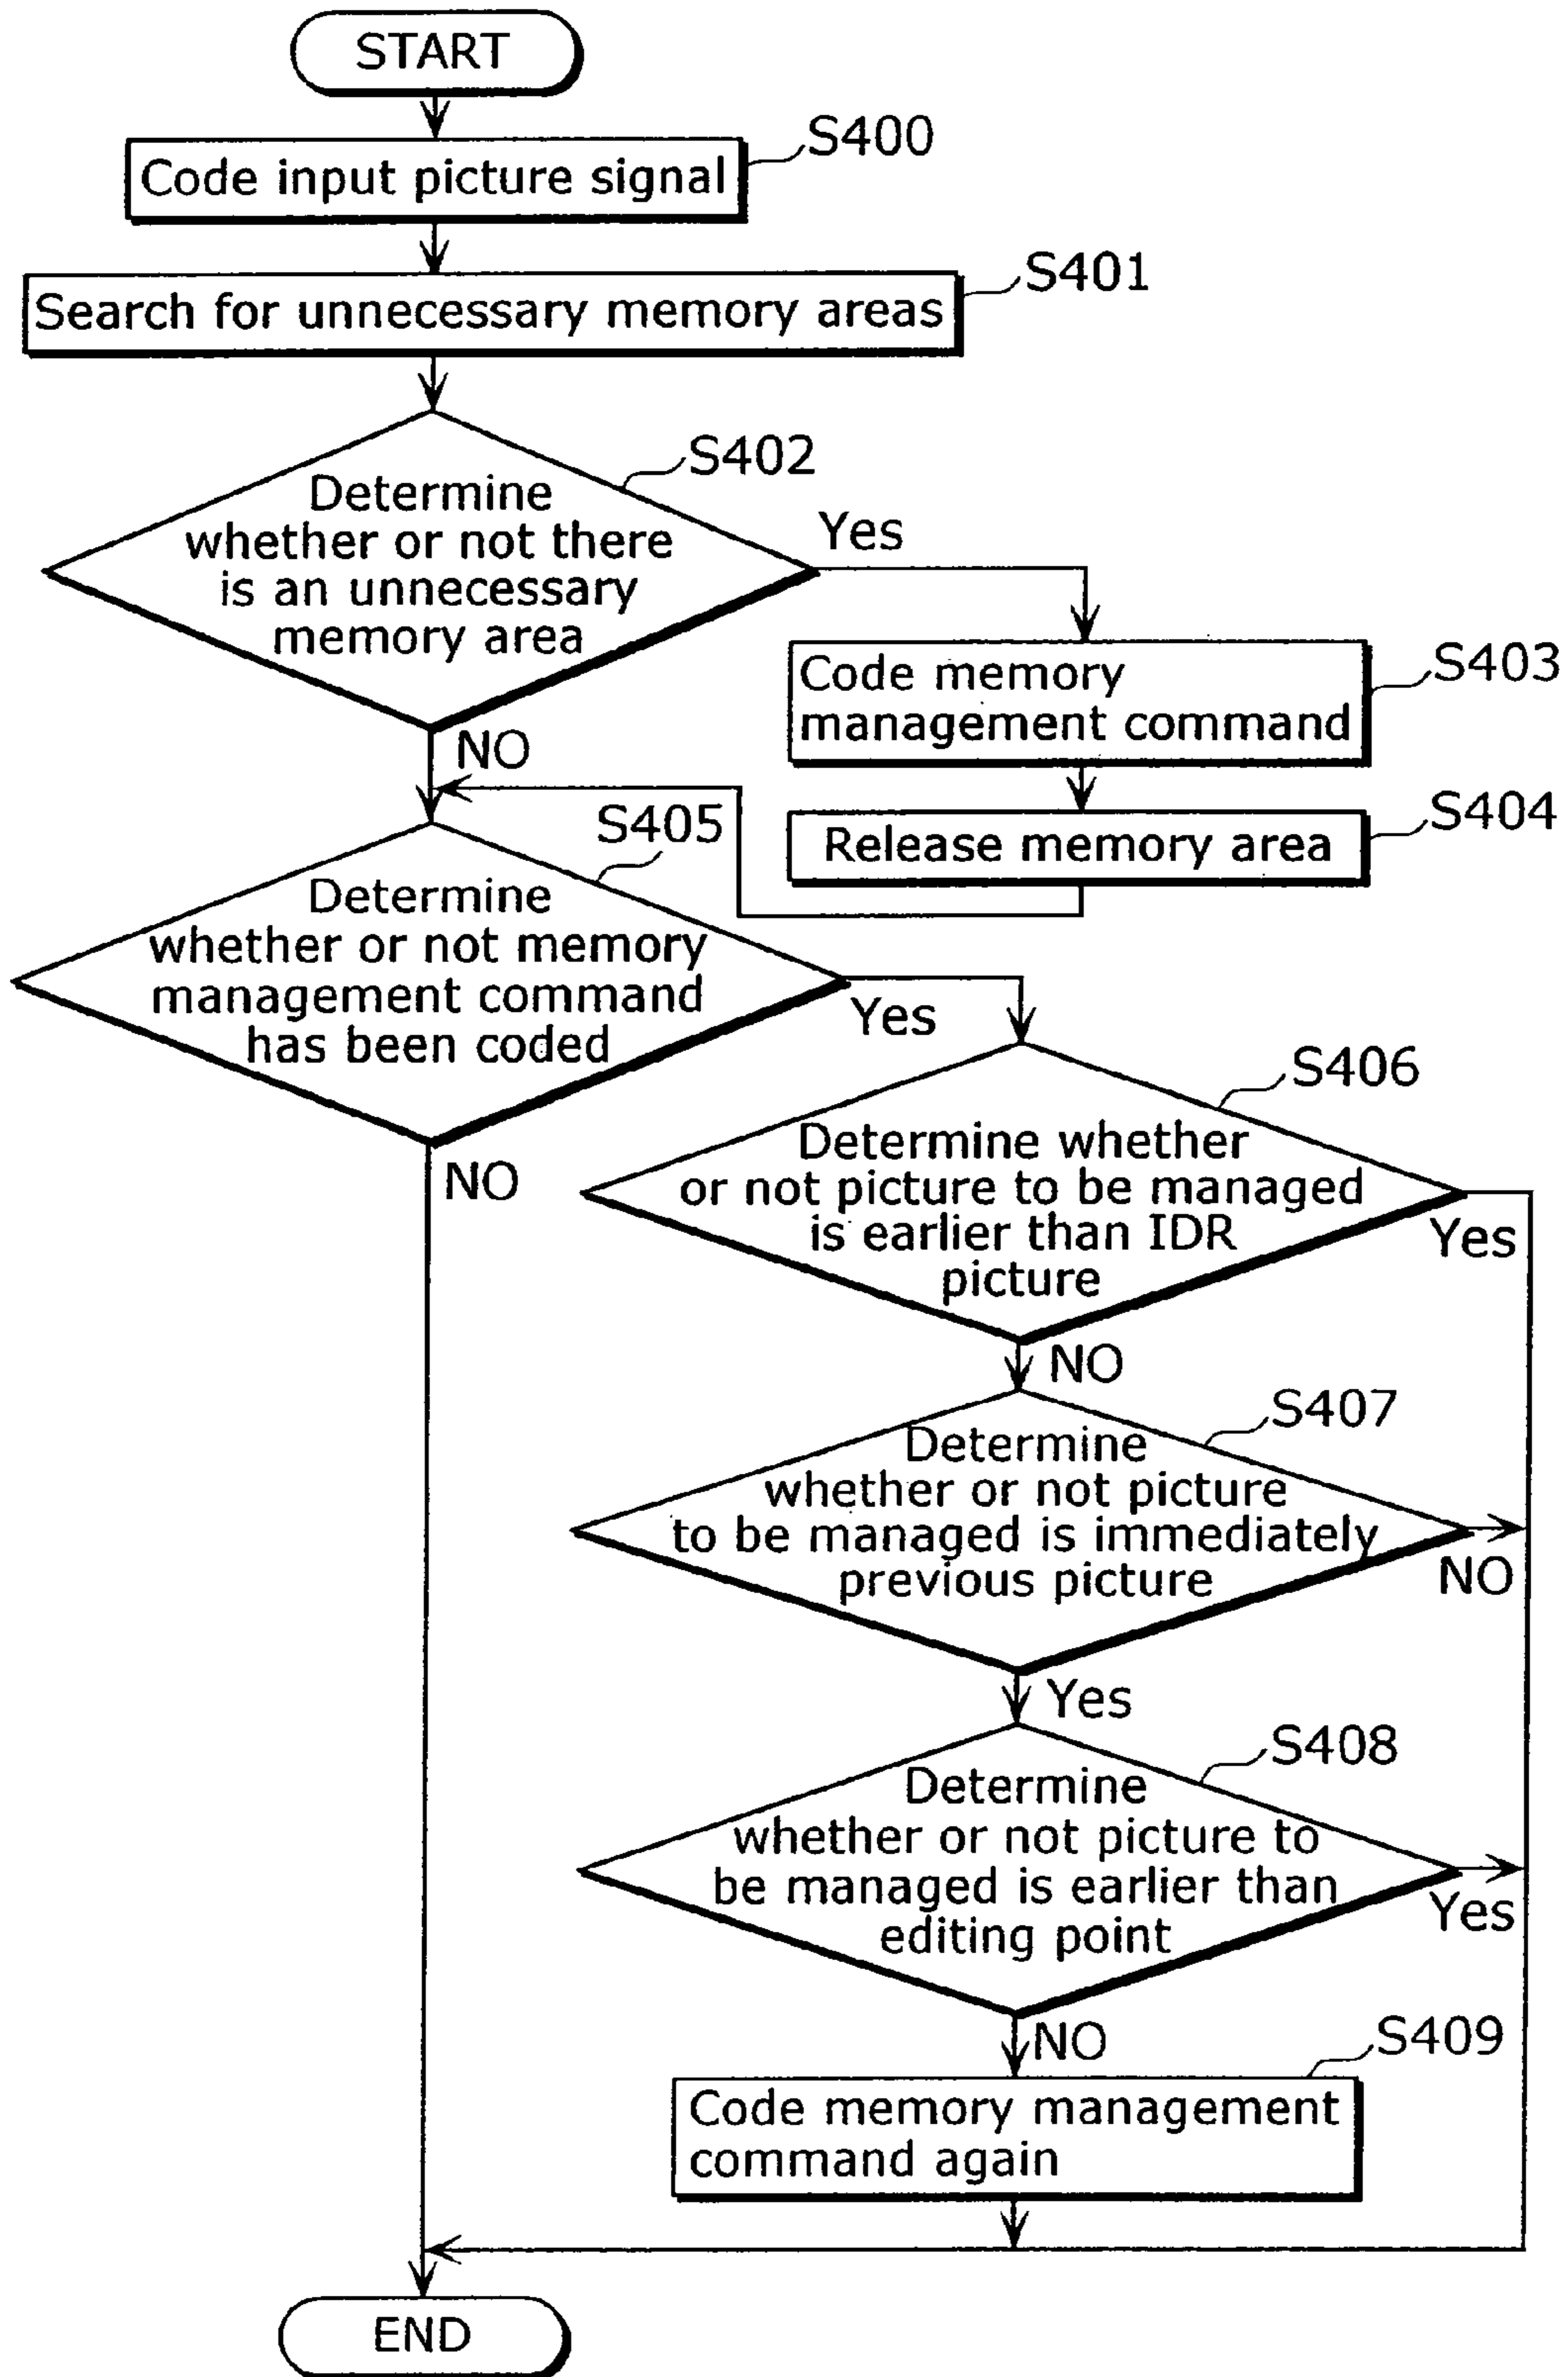 START
S400
Code input picture signal
S401
Search for unnecessary memory areas
S402
Determine
whether or not there
is an unnecessary
memory area
Yes
NO
S403
Code memory
management command
S404
Release memory area
S405
Determine
whether or not memory
management command
has been coded
Yes
NO
S406
Determine whether
or not picture to be managed
is earlier than IDR
picture
Yes
NO
S407
Determine
whether or not picture
to be managed is immediately
previous picture
NO
Yes
S408
Determine
whether or not picture to
be managed is earlier than
editing point
Yes
NO
S409
Code memory management
command again
END